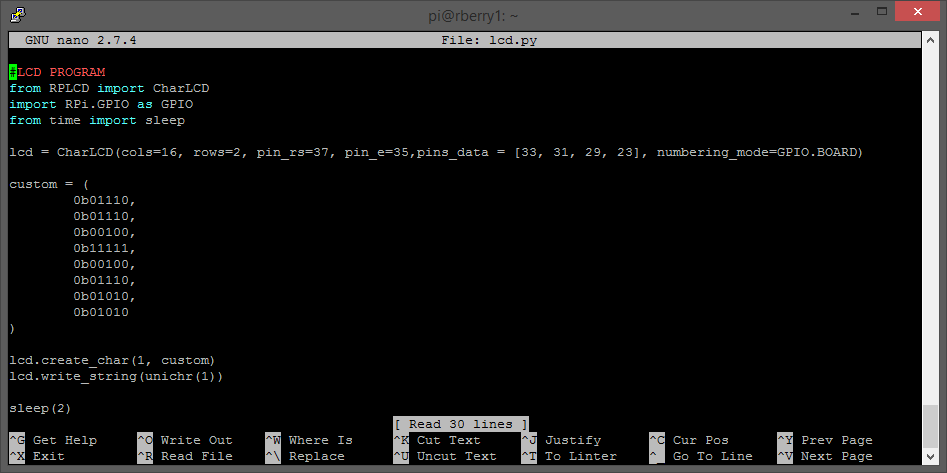 pi@rberry1: ~
GNU nano 2.7.4 File: lcd.py
#LCD PROGRAM
from RPLCD import CharLCD
import RPi.GPIO as GPIO
from time import sleep
lcd = CharLCD(cols=16, rows=2, pin_rs=37, pin_e=35,pins_data = [33, 31, 29, 23], numbering_mode=GPIO.BOARD)
custom = (
0b01110,
0b01110,
0b00100,
0b11111,
0b00100,
0b01110,
0b01010,
0b01010
)
lcd.create_char(1, custom)
lcd.write_string(unichr(1))
sleep(2)
[ Read 30 lines ]
^G Get Help ^O Write Out ^W Where Is ^K Cut Text ^J Justify ^C Cur Pos ^Y Prev Page
^X Exit ^R Read File ^\ Replace ^U Uncut Text ^T To Linter ^_ Go To Line ^V Next Page